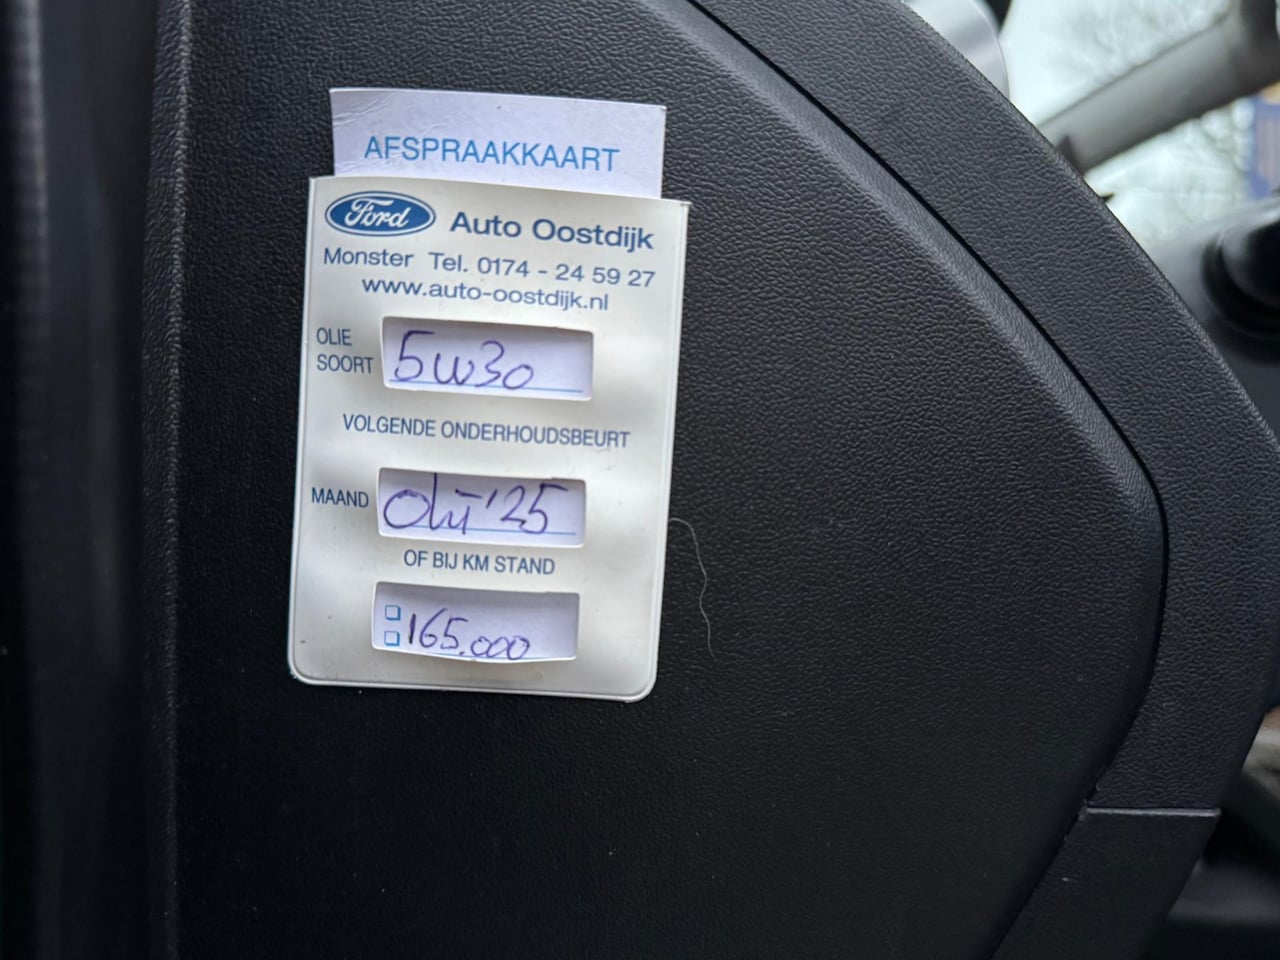 AFSPRAAKKAART
Ford Auto Oostdijk
Monster Tel. 0174 - 24 59 27
www.auto-oostdijk.nl
OLIE
SOORT 5w30
VOLGENDE ONDERHOUDSBEURT
MAAND '25
OF BIJ KM STAND
165.000